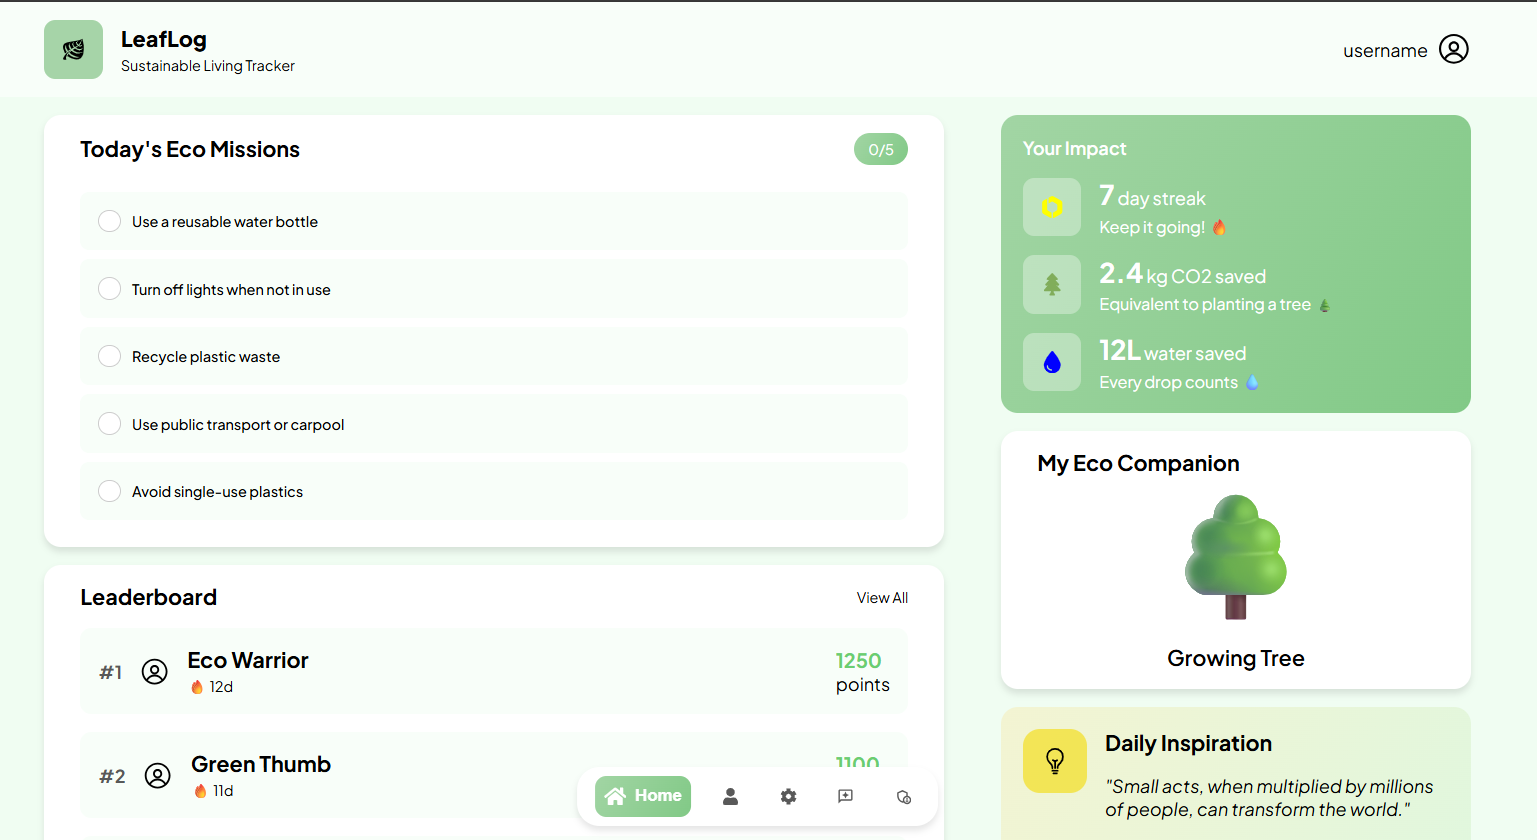 LeafLog
Sustainable Living Tracker
username
Today's Eco Missions
0/5
Use a reusable water bottle
Turn off lights when not in use
Recycle plastic waste
Use public transport or carpool
Avoid single-use plastics
Leaderboard
View All
#1
Eco Warrior
12d
1250
points
#2
Green Thumb
11d
1100
Home
Your Impact
7 day streak
Keep it going!
2.4 kg CO2 saved
Equivalent to planting a tree
12L water saved
Every drop counts
My Eco Companion
Growing Tree
Daily Inspiration
"Small acts, when multiplied by millions
of people, can transform the world."